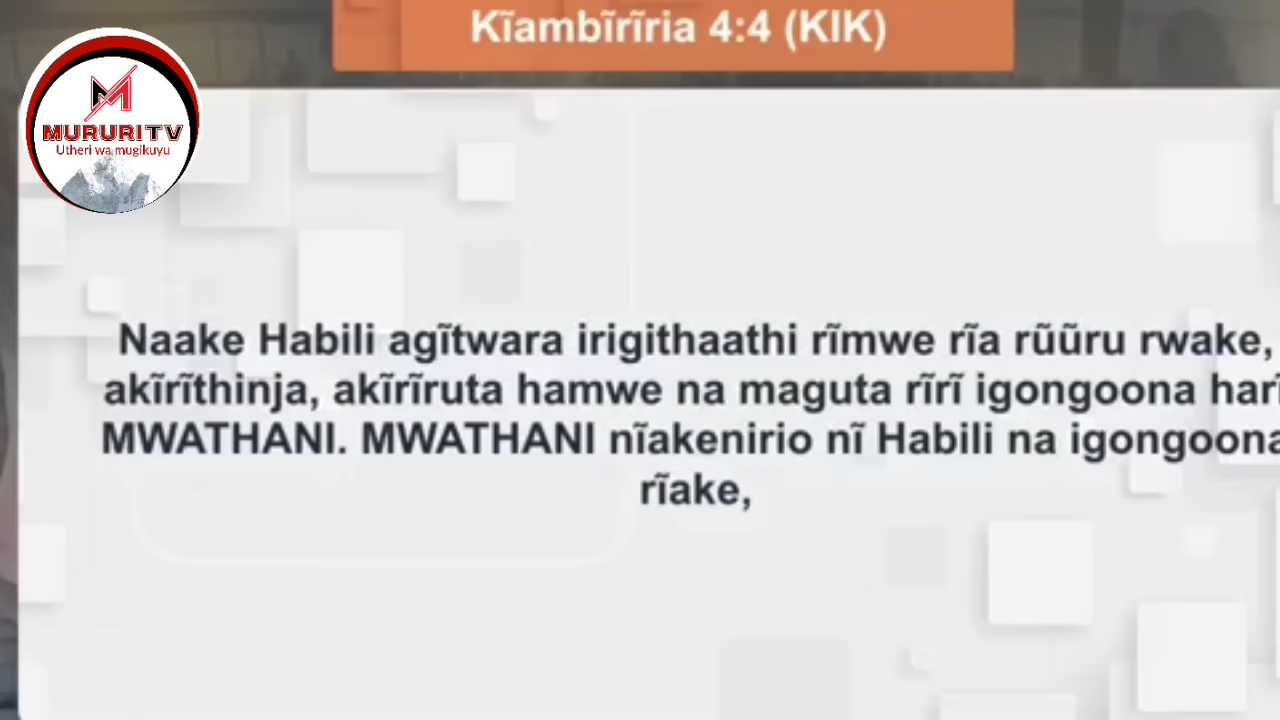 Kĩambĩrĩria 4:4 (KIK)
MURURI TV
Utheri wa mugikuyu
Naake Habili agĩtwara irigithaathi rĩmwe rĩa rũũru rwake,
akĩrĩthinja, akĩrĩruta hamwe na maguta rĩrĩ igongoona harĩ
MWATHANI. MWATHANI nĩakenirio nĩ Habili na igongoona
rĩake,